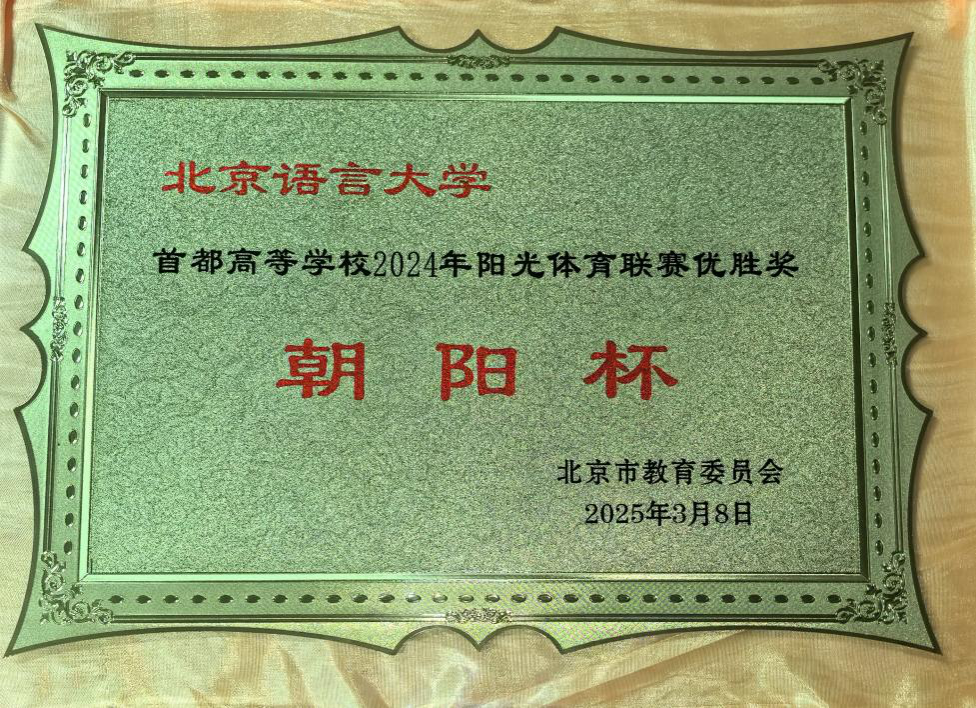 北京语言大学
首都高等学校2024年阳光体育联赛优胜奖
朝阳杯
北京市教育委员会
2025年3月8日